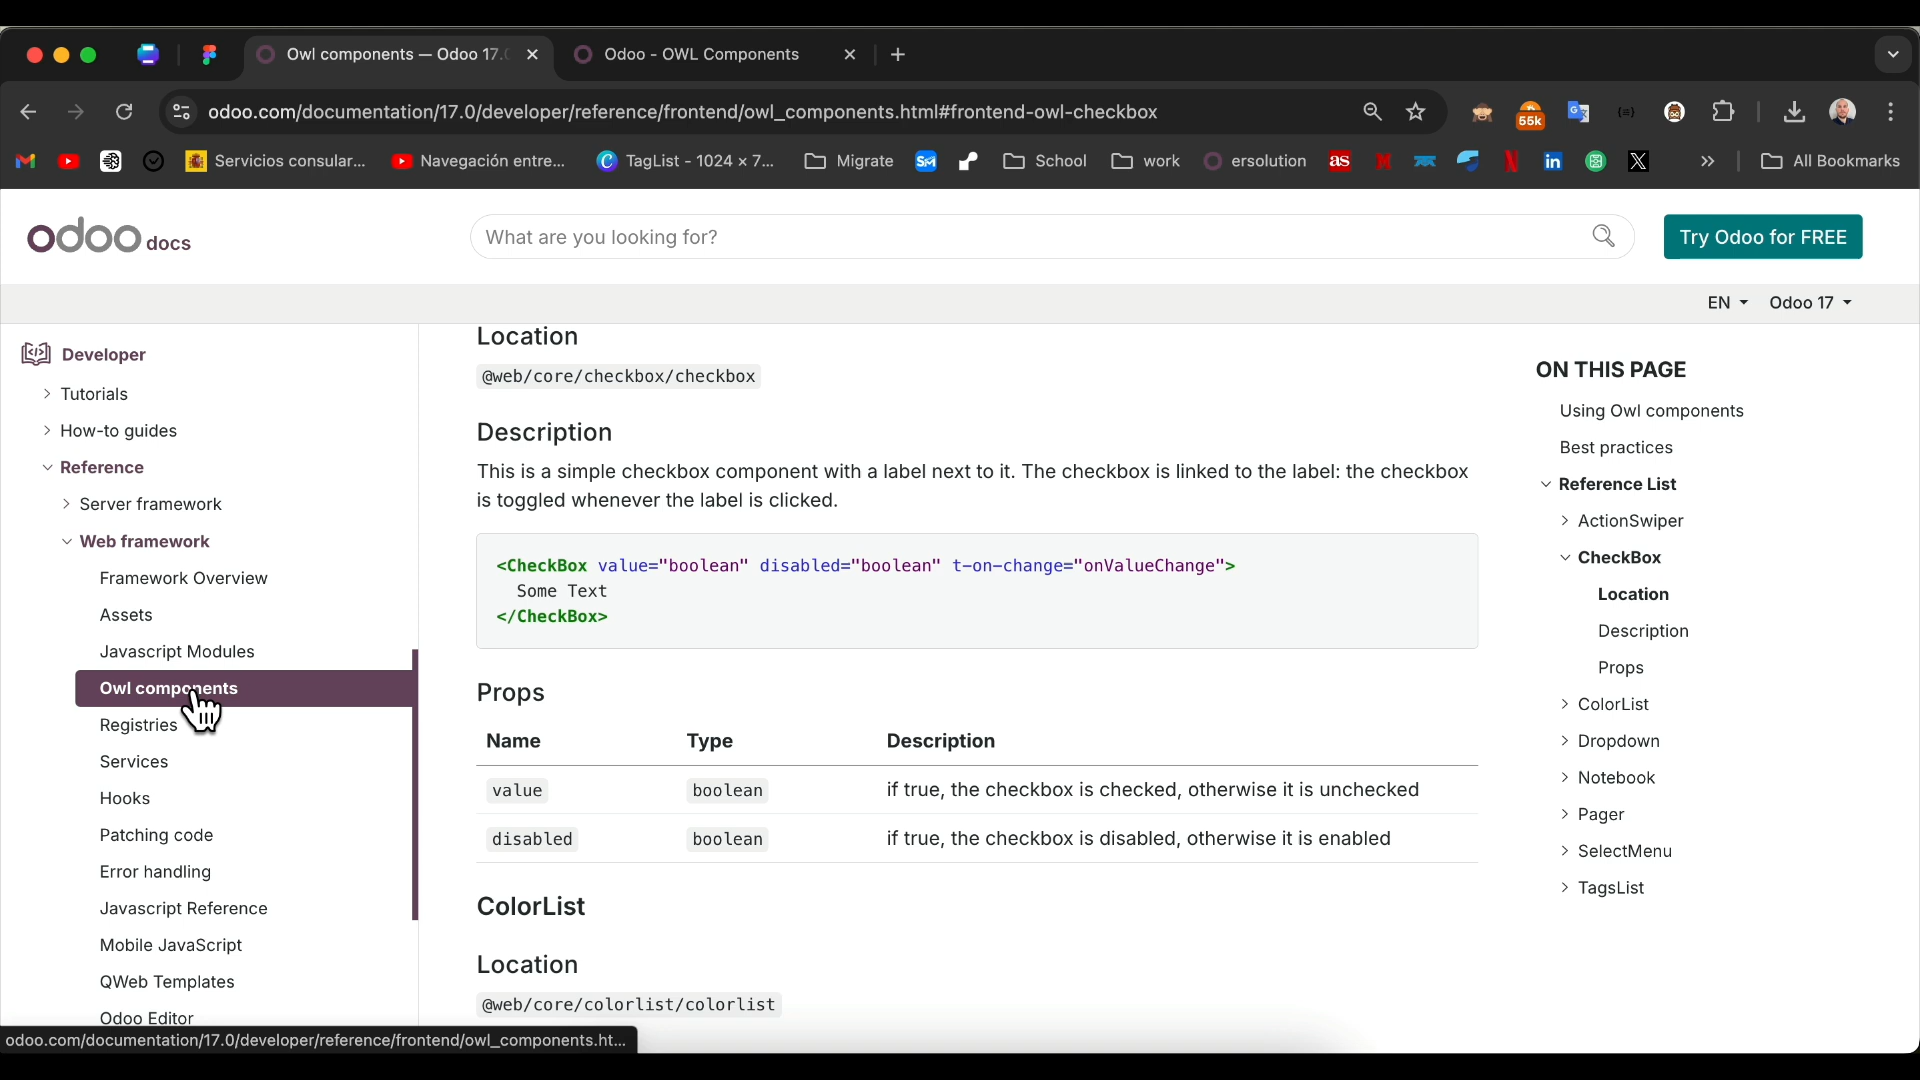 Owl components — Odoo 17.0
Odoo - OWL Components
odoo.com/documentation/17.0/developer/reference/frontend/owl_components.html#frontend-owl-checkbox
55k
Servicios consular...
Navegación entre...
TagList - 1024 × 7...
Migrate
SM
School
work
ersolution
as
in
»
All Bookmarks
odoo docs
What are you looking for?
Try Odoo for FREE
EN
Odoo 17
Developer
Tutorials
How-to guides
Reference
Server framework
Web framework
Framework Overview
Assets
Javascript Modules
Owl components
Registries
Services
Hooks
Patching code
Error handling
Javascript Reference
Mobile JavaScript
QWeb Templates
Odoo Editor
Location
@web/core/checkbox/checkbox
Description
This is a simple checkbox component with a label next to it. The checkbox is linked to the label: the checkbox
is toggled whenever the label is clicked.
<CheckBox value="boolean" disabled="boolean" t-on-change="onValueChange">
Some Text
</CheckBox>
Props
Name Type Description
value boolean if true, the checkbox is checked, otherwise it is unchecked
disabled boolean if true, the checkbox is disabled, otherwise it is enabled
ColorList
Location
@web/core/colorlist/colorlist
ON THIS PAGE
Using Owl components
Best practices
Reference List
ActionSwiper
CheckBox
Location
Description
Props
ColorList
Dropdown
Notebook
Pager
SelectMenu
TagsList
odoo.com/documentation/17.0/developer/reference/frontend/owl_components.ht...